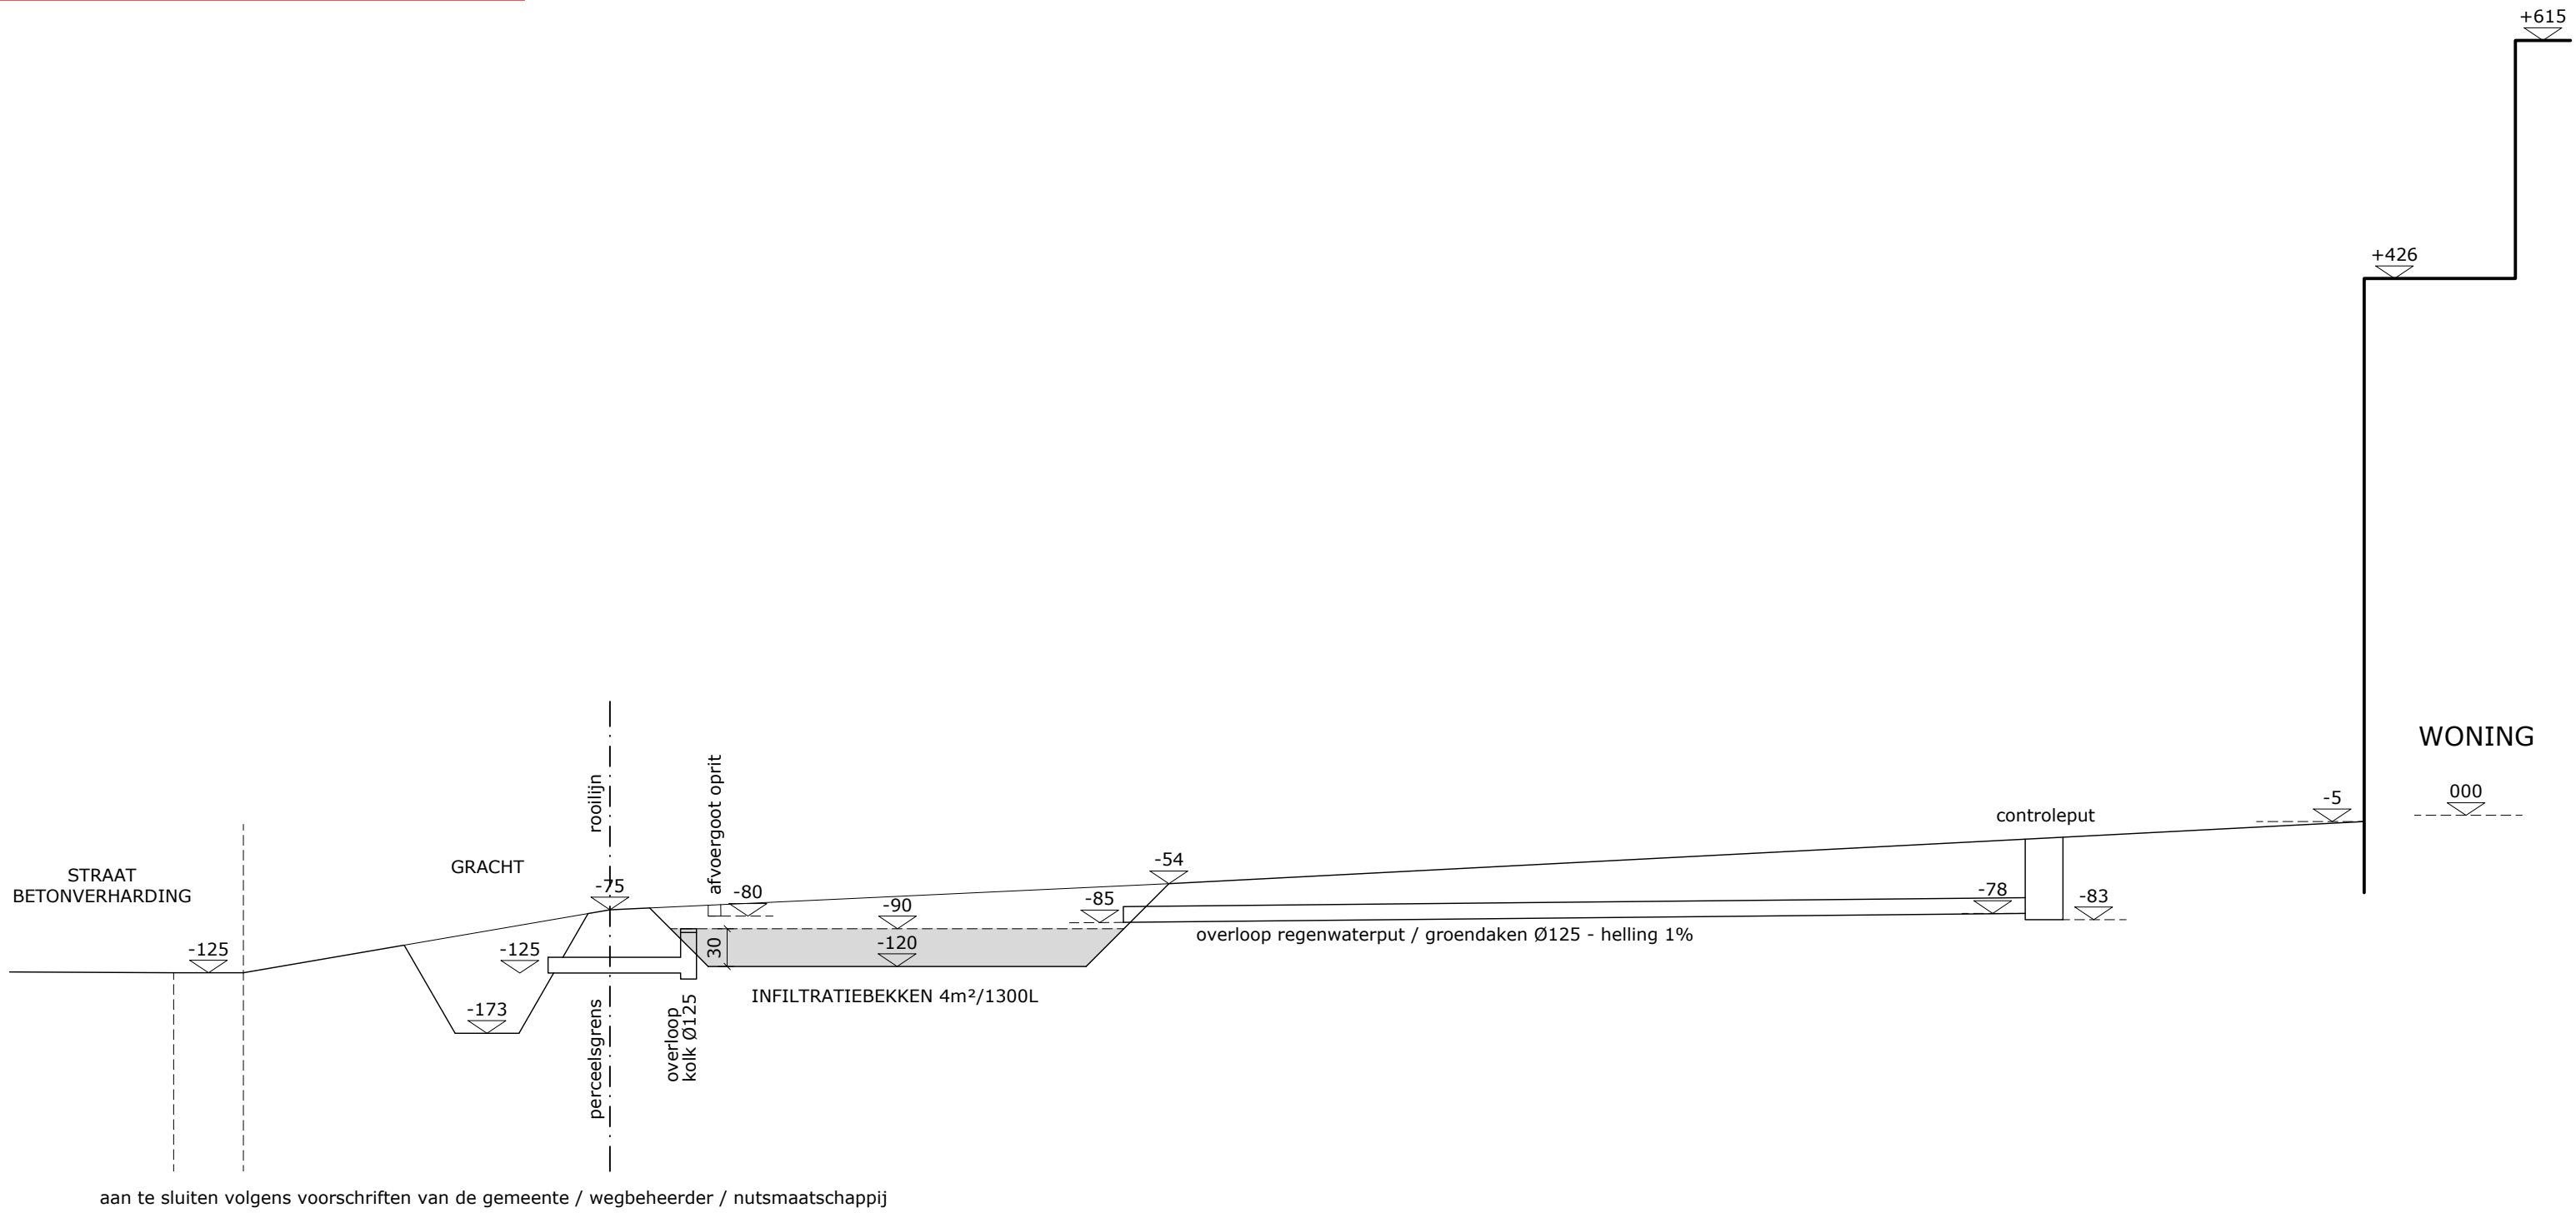 +615
+426
WONING
000
-5
controleput
-78
-83
-54
afvoergoot oprit
-80
-85
-90
-120
30
overloop regenwaterput / groendaken Ø125 - helling 1%
INFILTRATIEBEKKEN 4m²/1300L
rooilijn
-75
GRACHT
STRAAT
BETONVERHARDING
-125
-125
-173
perceelsgrens
overloop
kolk Ø125
aan te sluiten volgens voorschriften van de gemeente / wegbeheerder / nutsmaatschappij